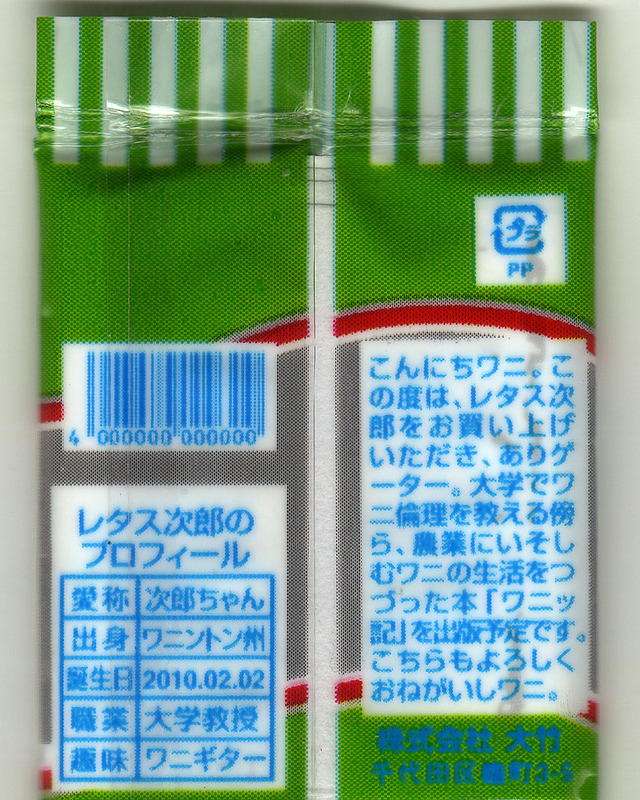 プラ
PP
4 000000 000000
レタス次郎の
プロフィール
愛称 次郎ちゃん
出身 ワニントン州
誕生日 2010.02.02
職業 大学教授
趣味 ワニギター
こんにちワニ。こ
の度は、レタス次
郎をお買い上げ
いただき、ありゲ
ーター。大学でワ
ニ倫理を教える傍
ら、農業にいそし
むワニの生活をつ
づった本「ワニッ
記」を出版予定です。
こちらもよろしく
おねがいしワニ。
株式会社 大竹
千代田区麹町3-5